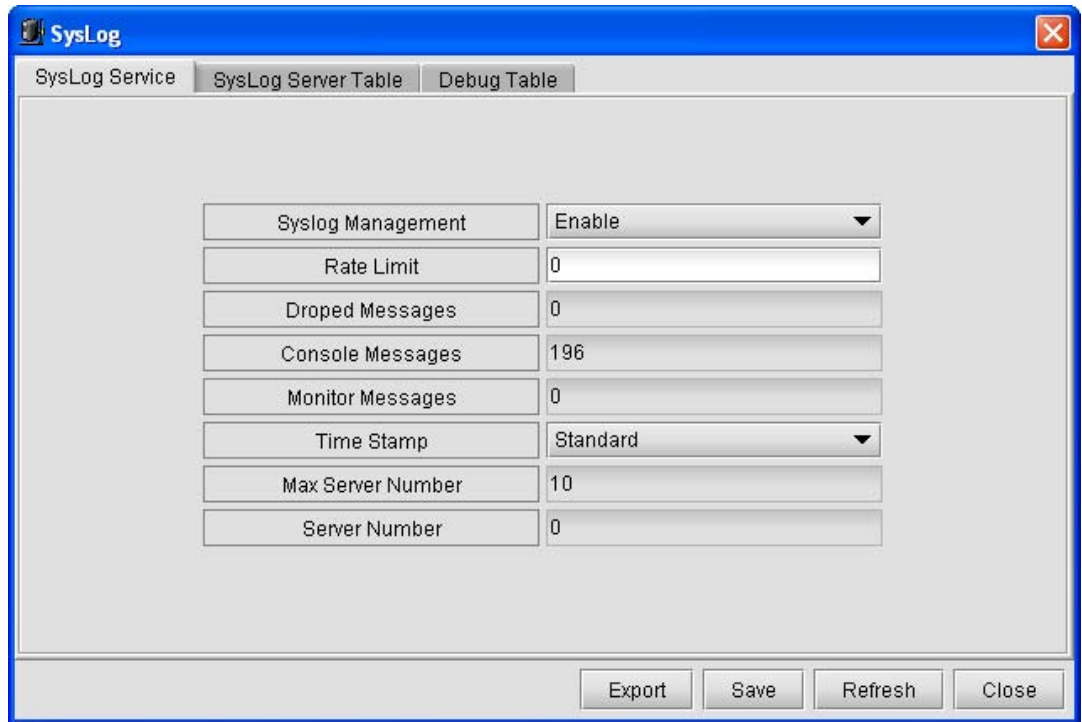 SysLog
SysLog Service SysLog Server Table Debug Table
Syslog Management Enable
Rate Limit 0
Droped Messages 0
Console Messages 196
Monitor Messages 0
Time Stamp Standard
Max Server Number 10
Server Number 0
Export Save Refresh Close